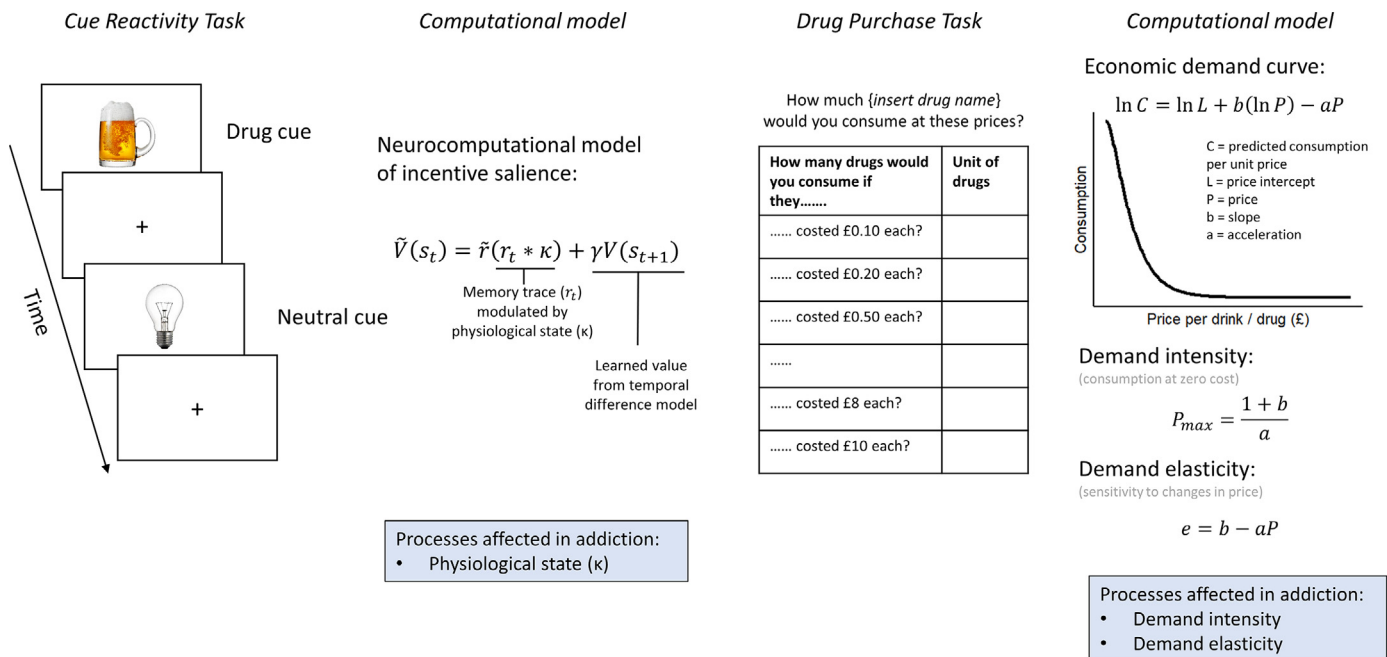 Cue Reactivity Task
Drug cue
+
Neutral cue
+
Time
Computational model
Neurocomputational model
of incentive salience:
Ṽ(s_t) = r̃(r_t * κ) + γV(s_{t+1})
Memory trace (r_t)
modulated by
physiological state (κ)
Learned value
from temporal
difference model
Processes affected in addiction:
• Physiological state (κ)
Drug Purchase Task
How much {insert drug name}
would you consume at these prices?
How many drugs would
you consume if
they.......
Unit of
drugs
...... costed £0.10 each?
...... costed £0.20 each?
...... costed £0.50 each?
......
...... costed £8 each?
...... costed £10 each?
Computational model
Economic demand curve:
ln C = ln L + b(ln P) − aP
C = predicted consumption
per unit price
L = price intercept
P = price
b = slope
a = acceleration
Consumption
Price per drink / drug (£)
Demand intensity:
(consumption at zero cost)
P_max = (1 + b) / a
Demand elasticity:
(sensitivity to changes in price)
e = b − aP
Processes affected in addiction:
• Demand intensity
• Demand elasticity